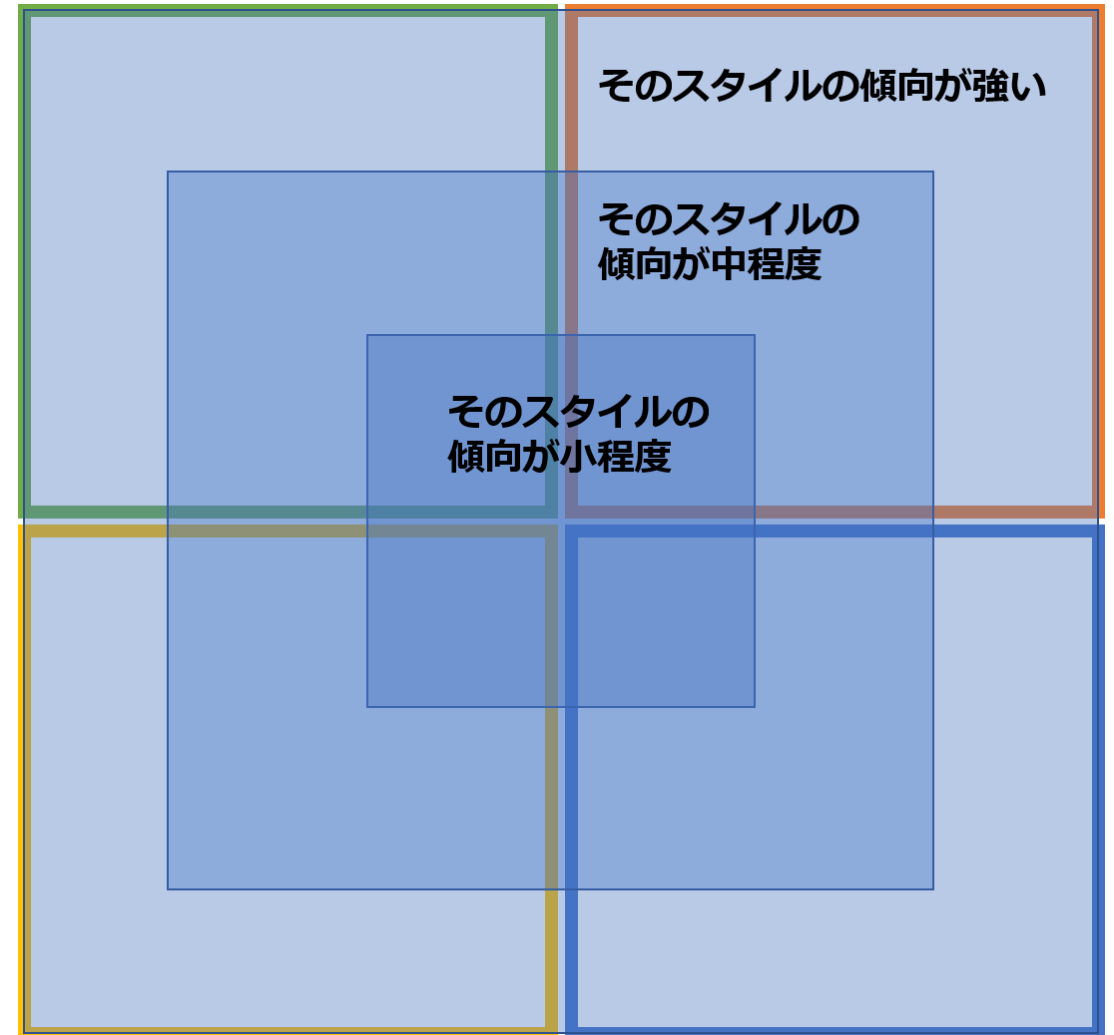 そのスタイルの傾向が強い
そのスタイルの
傾向が中程度
そのスタイルの
傾向が小程度